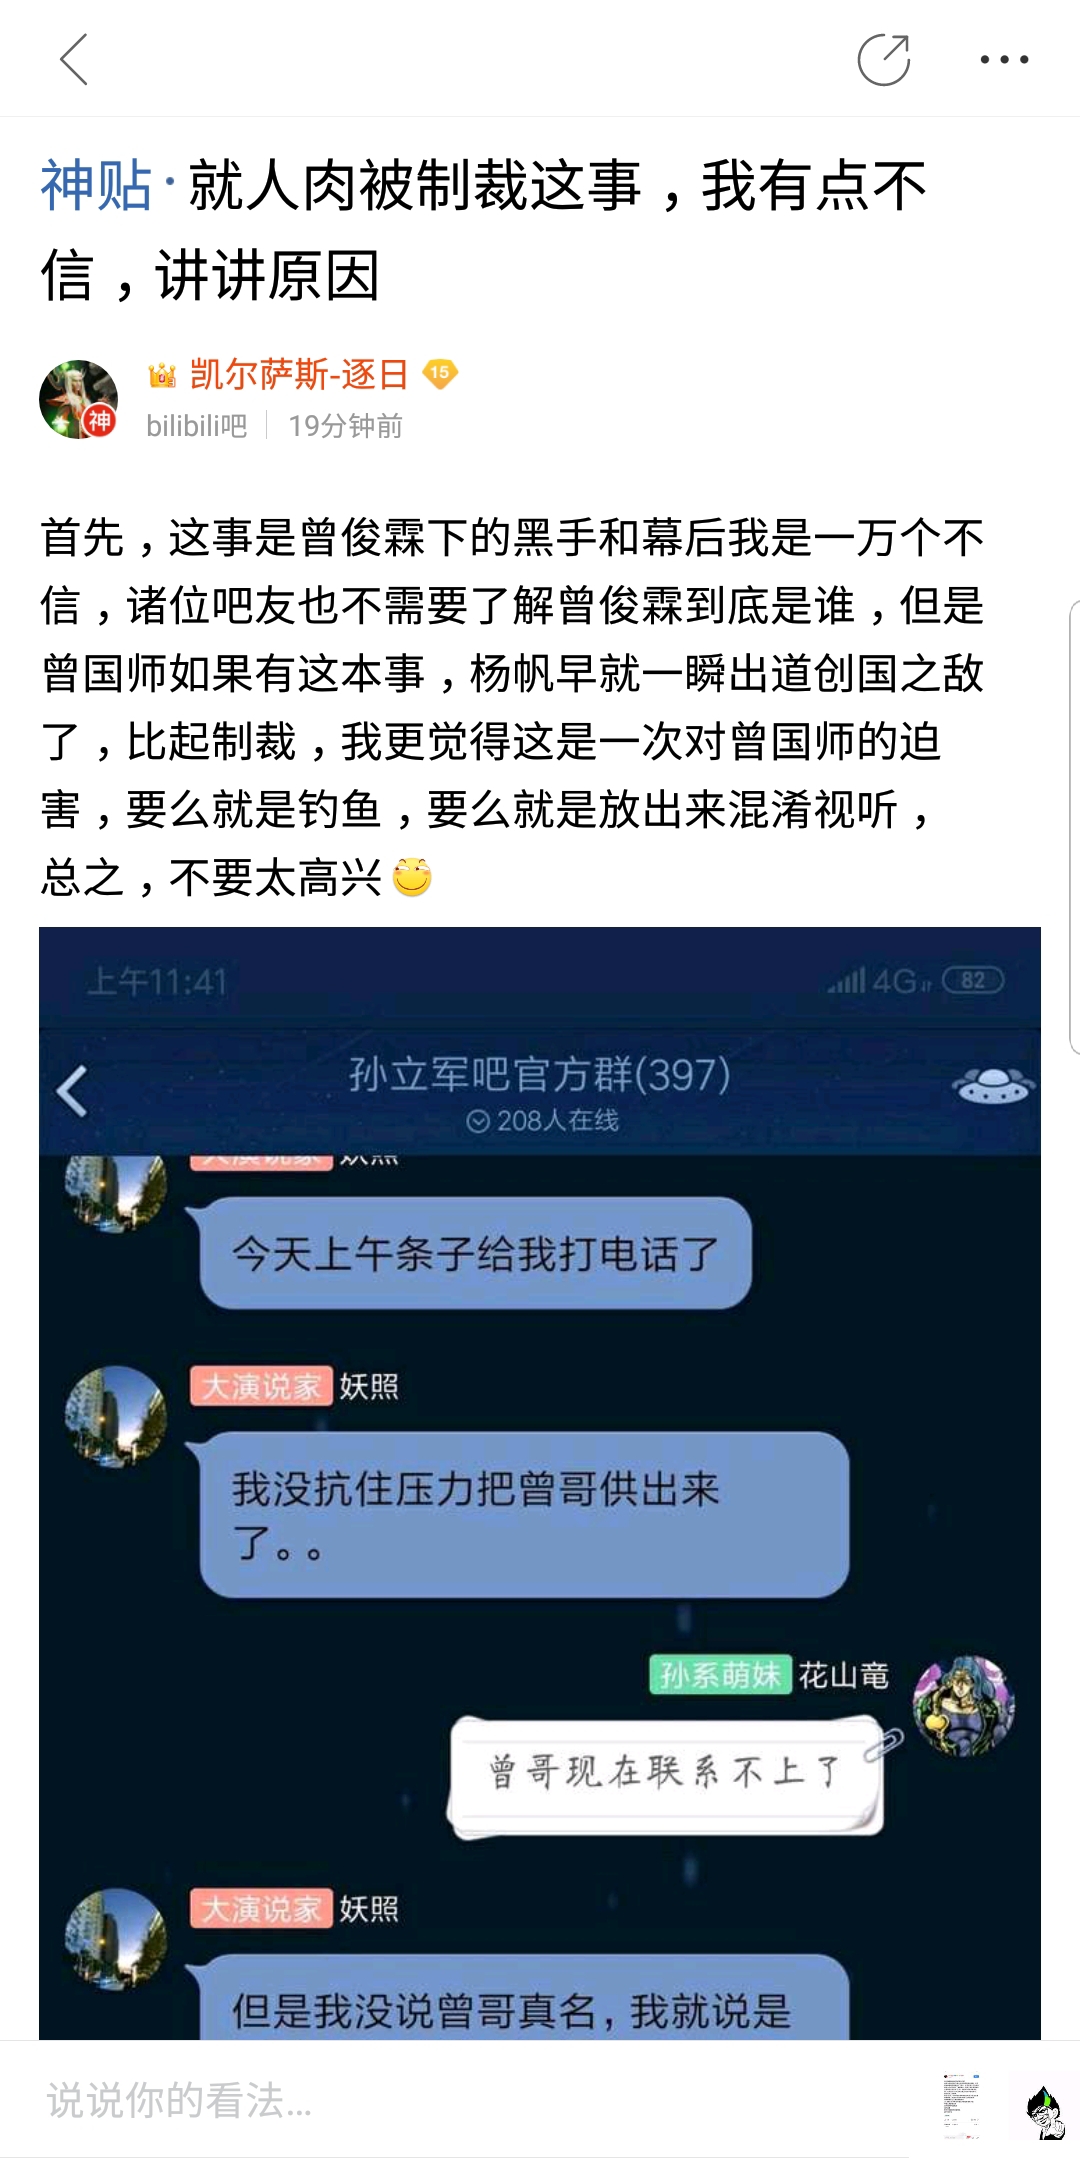 神贴·就人肉被制裁这事，我有点不
信，讲讲原因
凯尔萨斯-逐日 15
神
bilibili吧 19分钟前
首先，这事是曾俊霖下的黑手和幕后我是一万个不
信，诸位吧友也不需要了解曾俊霖到底是谁，但是
曾国师如果有这本事，杨帆早就一瞬出道创国之敌
了，比起制裁，我更觉得这是一次对曾国师的迫
害，要么就是钓鱼，要么就是放出来混淆视听，
总之，不要太高兴
上午11:41 4G 82
孙立军吧官方群(397)
208人在线
大演说家 妖照
今天上午条子给我打电话了
大演说家 妖照
我没抗住压力把曾哥供出来
了。。
孙系萌妹 花山竜
曾哥现在联系不上了
大演说家 妖照
但是我没说曾哥真名，我就说是
说说你的看法...